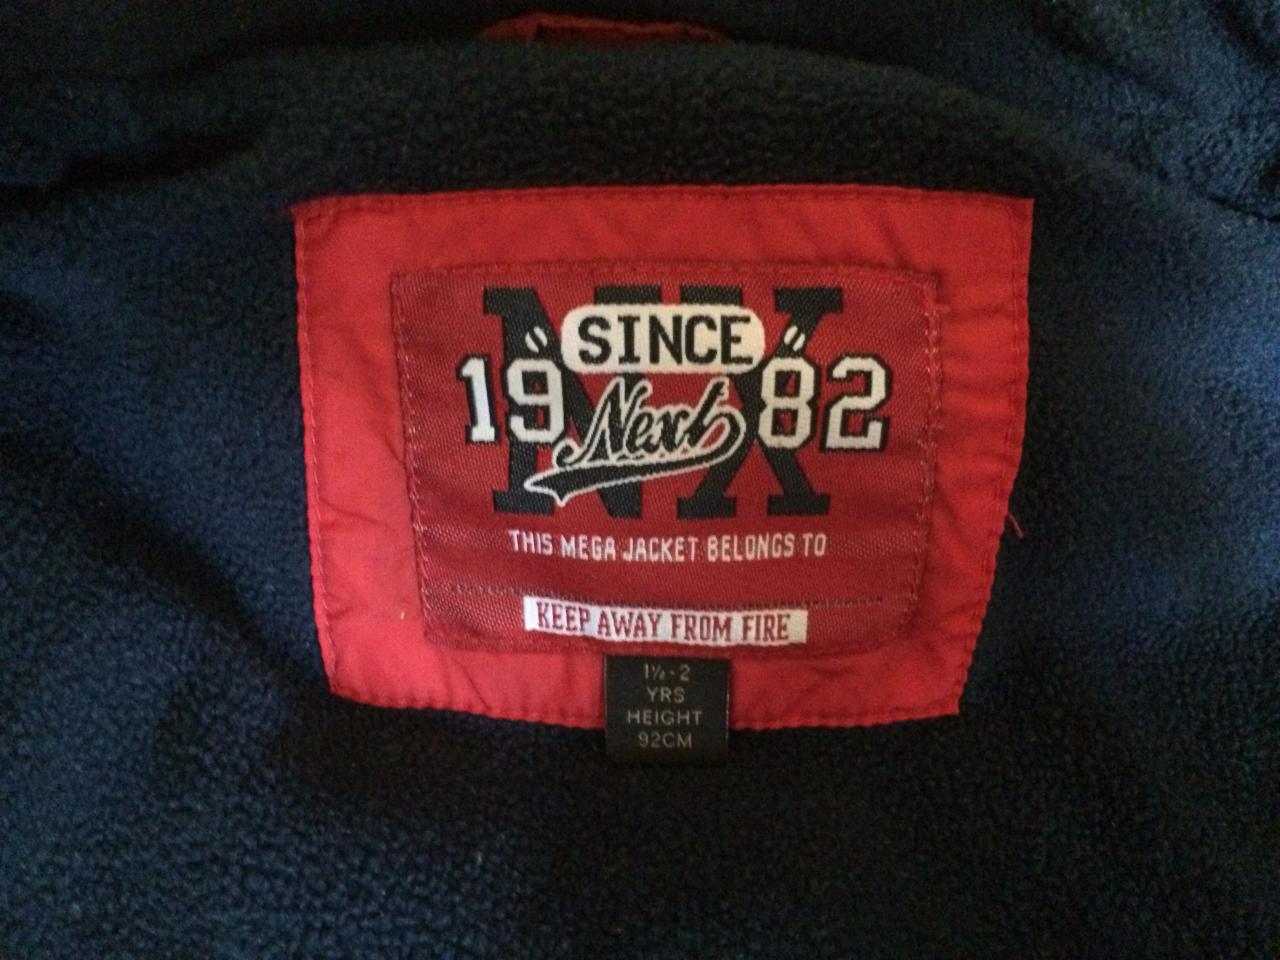 NX
SINCE
19 Next 82
THIS MEGA JACKET BELONGS TO
KEEP AWAY FROM FIRE
1½ - 2
YRS
HEIGHT
92CM